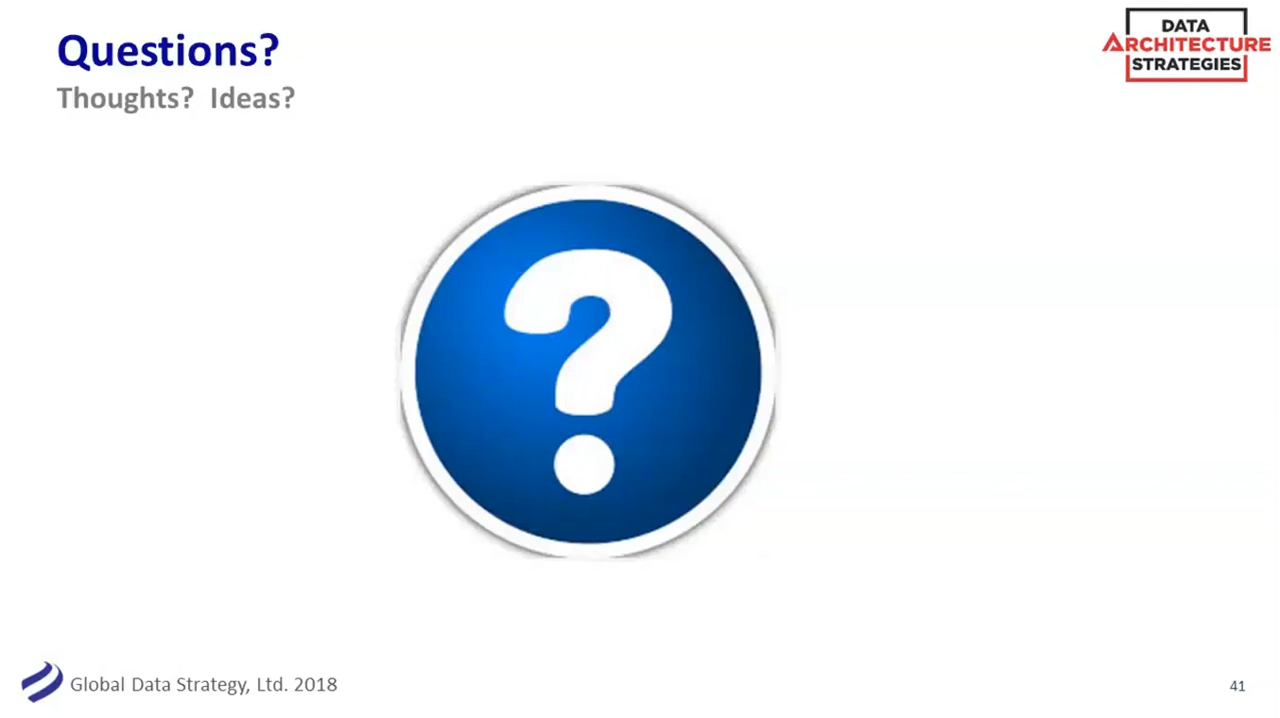 Questions?
Thoughts? Ideas?
DATA
ARCHITECTURE
STRATEGIES
?
Global Data Strategy, Ltd. 2018
41